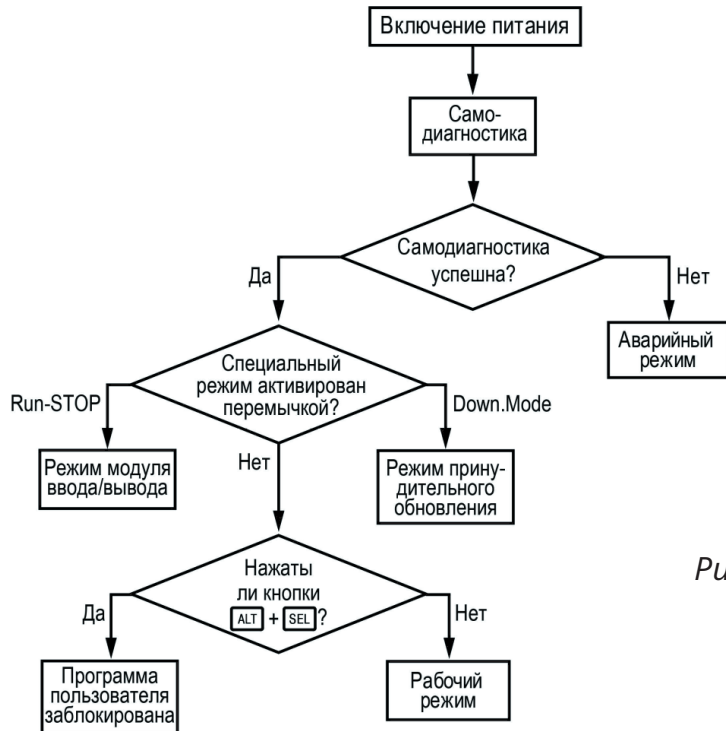 Включение питания
Само-
диагностика
Самодиагностика
успешна?
Да
Нет
Аварийный
режим
Специальный
режим активирован
перемычкой?
Run-STOP
Down.Mode
Нет
Режим модуля
ввода/вывода
Режим прину-
дительного
обновления
Нажаты
ли кнопки
ALT + SEL ?
Да
Нет
Программа
пользователя
заблокирована
Рабочий
режим